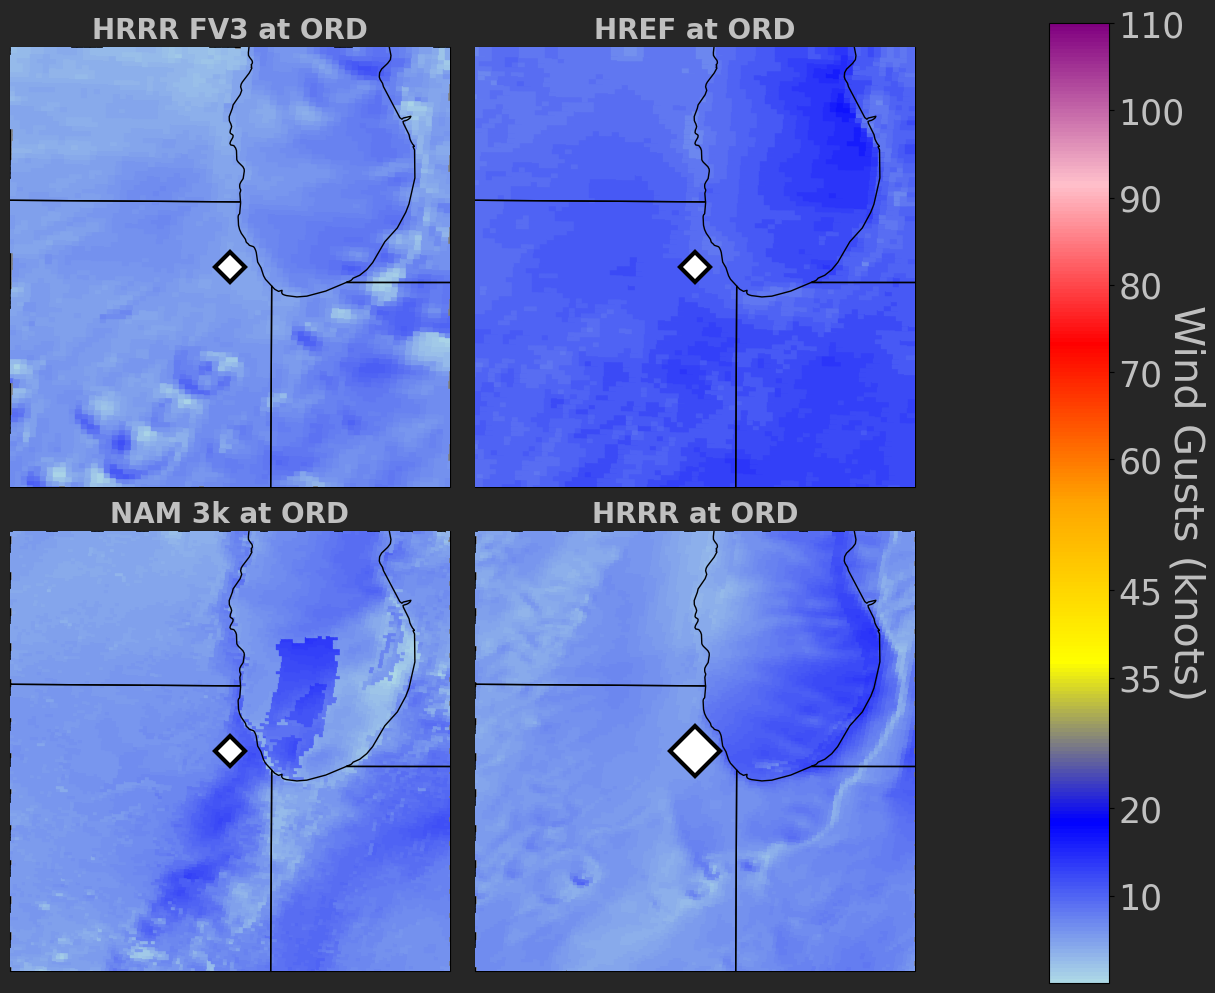 HRRR FV3 at ORD
HREF at ORD
NAM 3k at ORD
HRRR at ORD
110
100
90
80
70
60
45
35
20
10
Wind Gusts (knots)